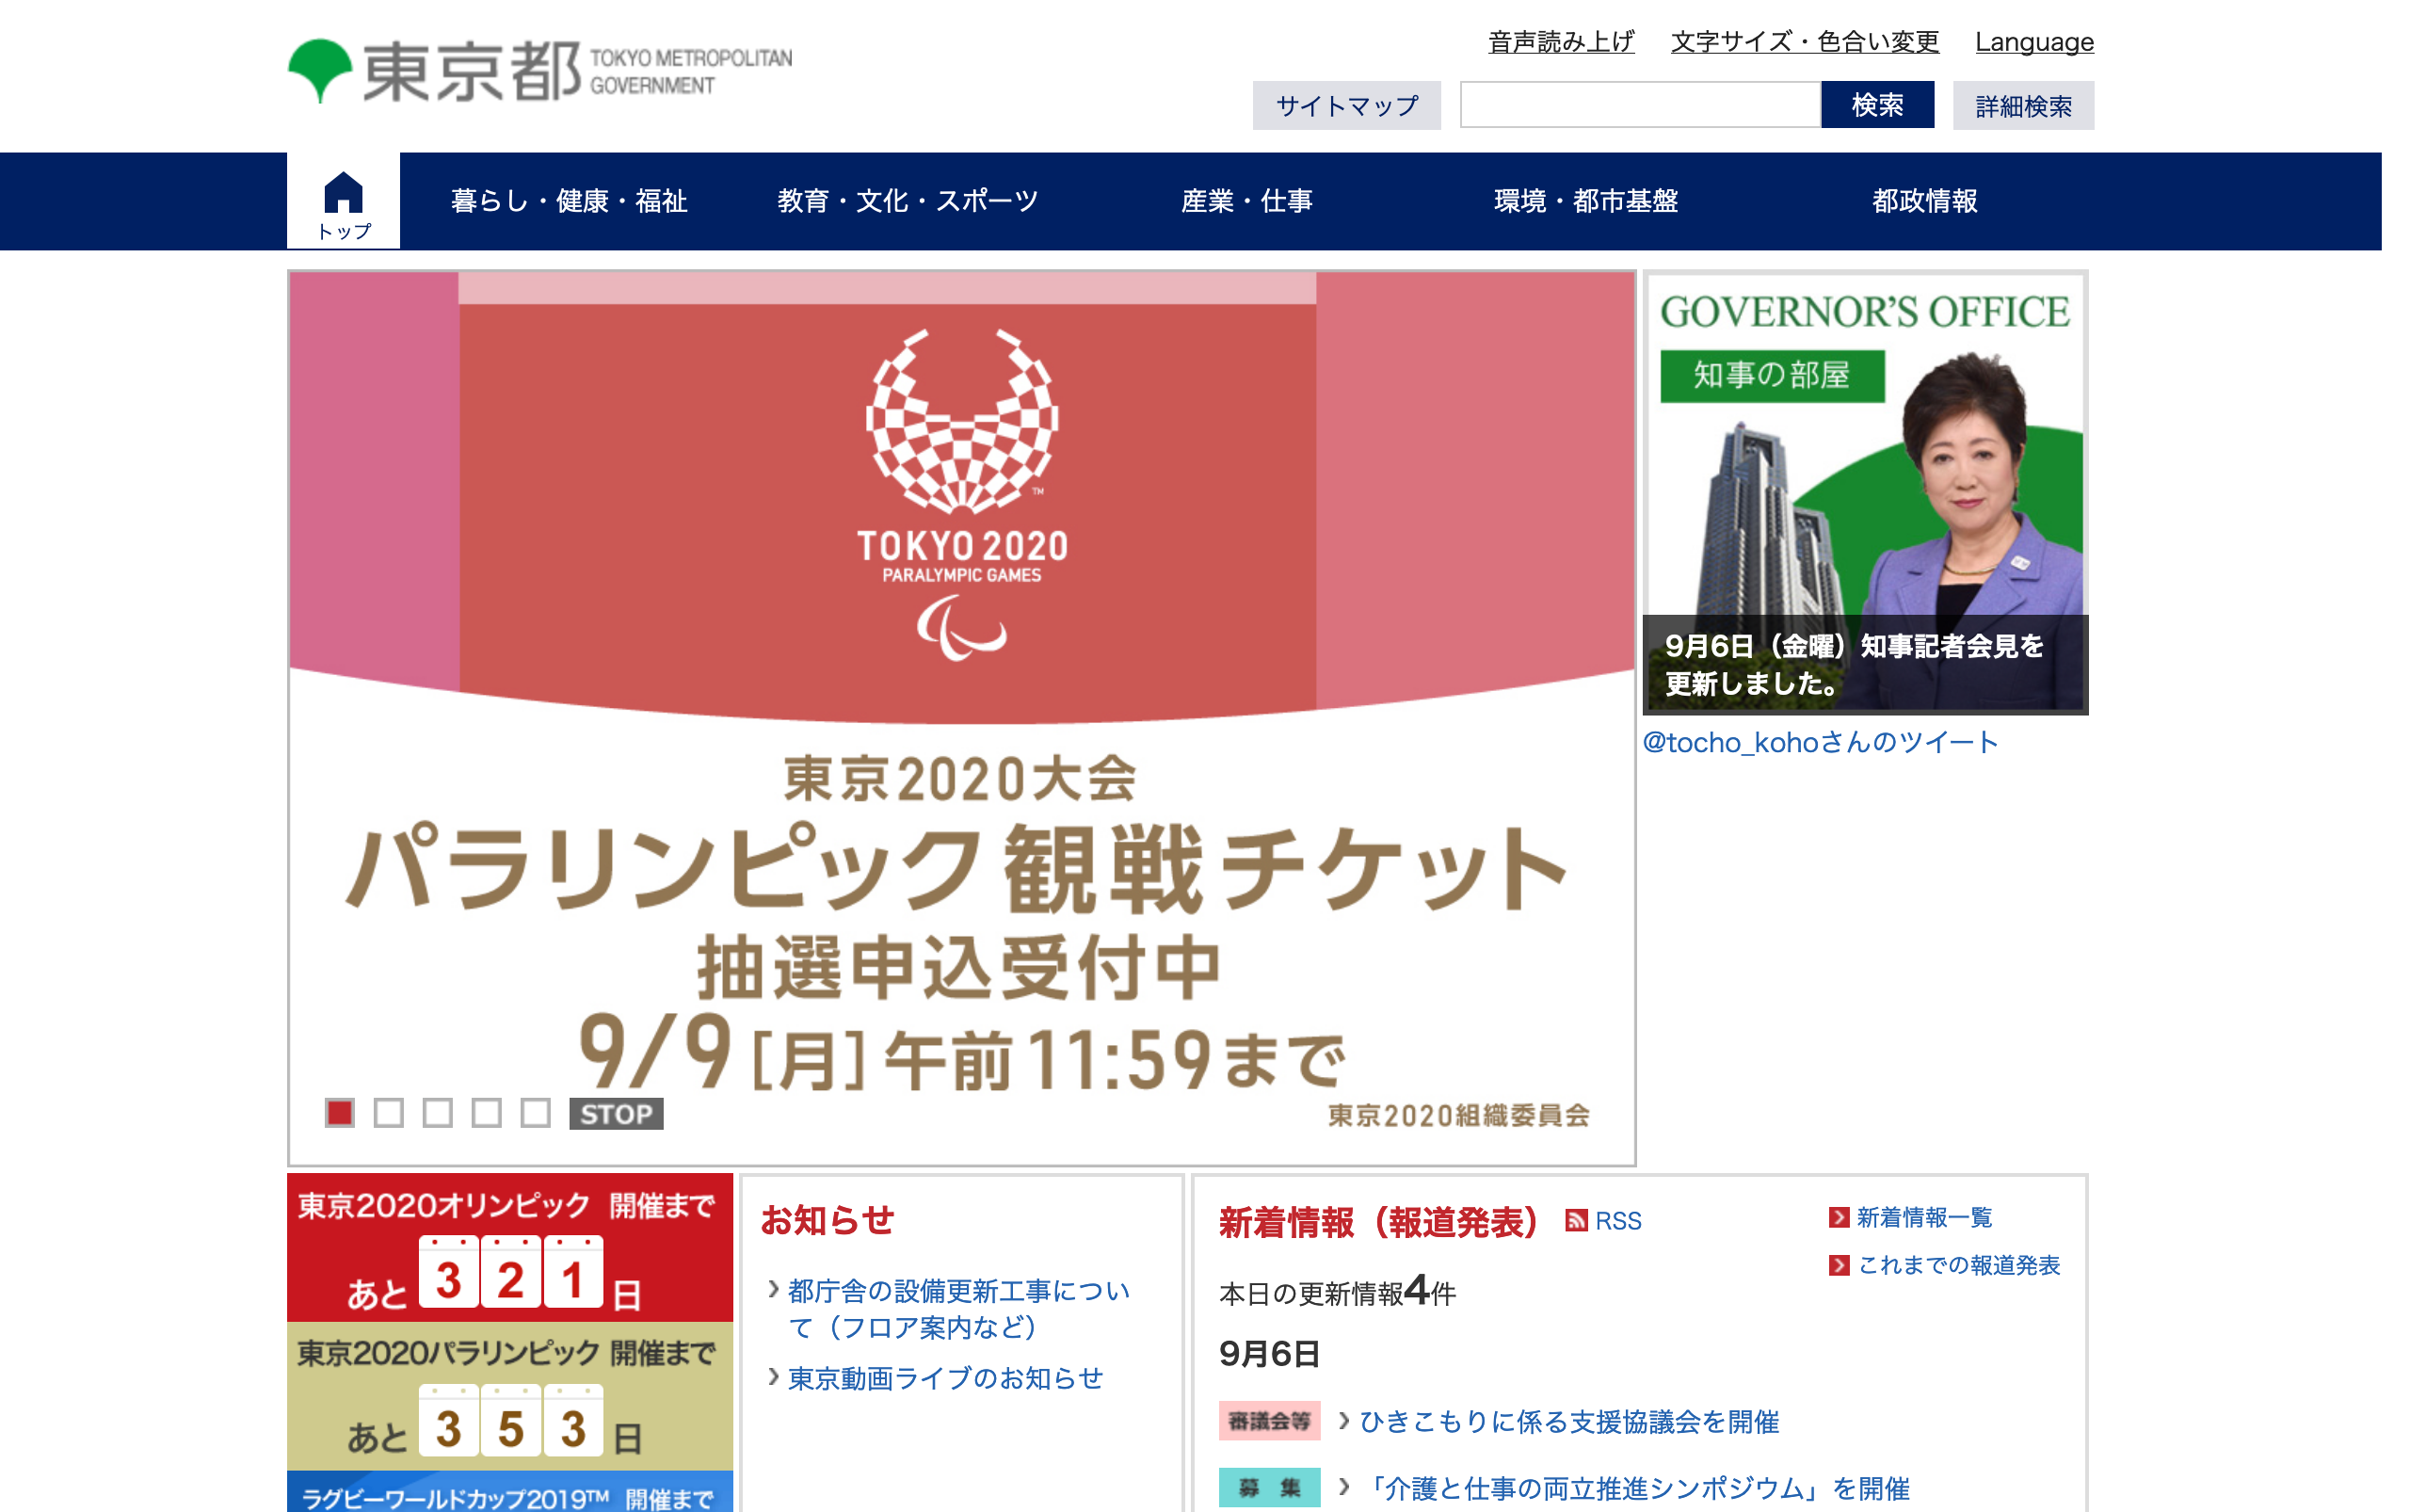 東京都 TOKYO METROPOLITAN GOVERNMENT
音声読み上げ 文字サイズ・色合い変更 Language
サイトマップ 検索 詳細検索
トップ 暮らし・健康・福祉 教育・文化・スポーツ 産業・仕事 環境・都市基盤 都政情報
TM
TOKYO 2020
PARALYMPIC GAMES
東京2020大会
パラリンピック観戦チケット
抽選申込受付中
9/9[月]午前11:59まで
STOP
東京2020組織委員会
GOVERNOR'S OFFICE
知事の部屋
9月6日（金曜）知事記者会見を
更新しました。
@tocho_kohoさんのツイート
東京2020オリンピック 開催まで
あと 3 2 1 日
東京2020パラリンピック 開催まで
あと 3 5 3 日
ラグビーワールドカップ2019™ 開催まで
お知らせ
都庁舎の設備更新工事につい
て（フロア案内など）
東京動画ライブのお知らせ
新着情報（報道発表） RSS
新着情報一覧
これまでの報道発表
本日の更新情報4件
9月6日
審議会等 ひきこもりに係る支援協議会を開催
募 集 「介護と仕事の両立推進シンポジウム」を開催